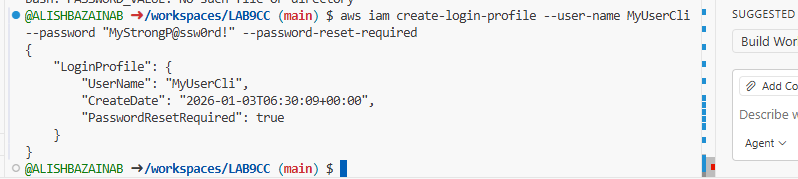 bash: PASSWORD_VALUE: No such file or directory
@ALISHBAZAINAB ➜/workspaces/LAB9CC (main) $ aws iam create-login-profile --user-name MyUserCli
--password "MyStrongP@ssw0rd!" --password-reset-required
{
"LoginProfile": {
"UserName": "MyUserCli",
"CreateDate": "2026-01-03T06:30:09+00:00",
"PasswordResetRequired": true
}
}
@ALISHBAZAINAB ➜/workspaces/LAB9CC (main) $
SUGGESTED
Build Wor
Add Co
Describe w
Agent